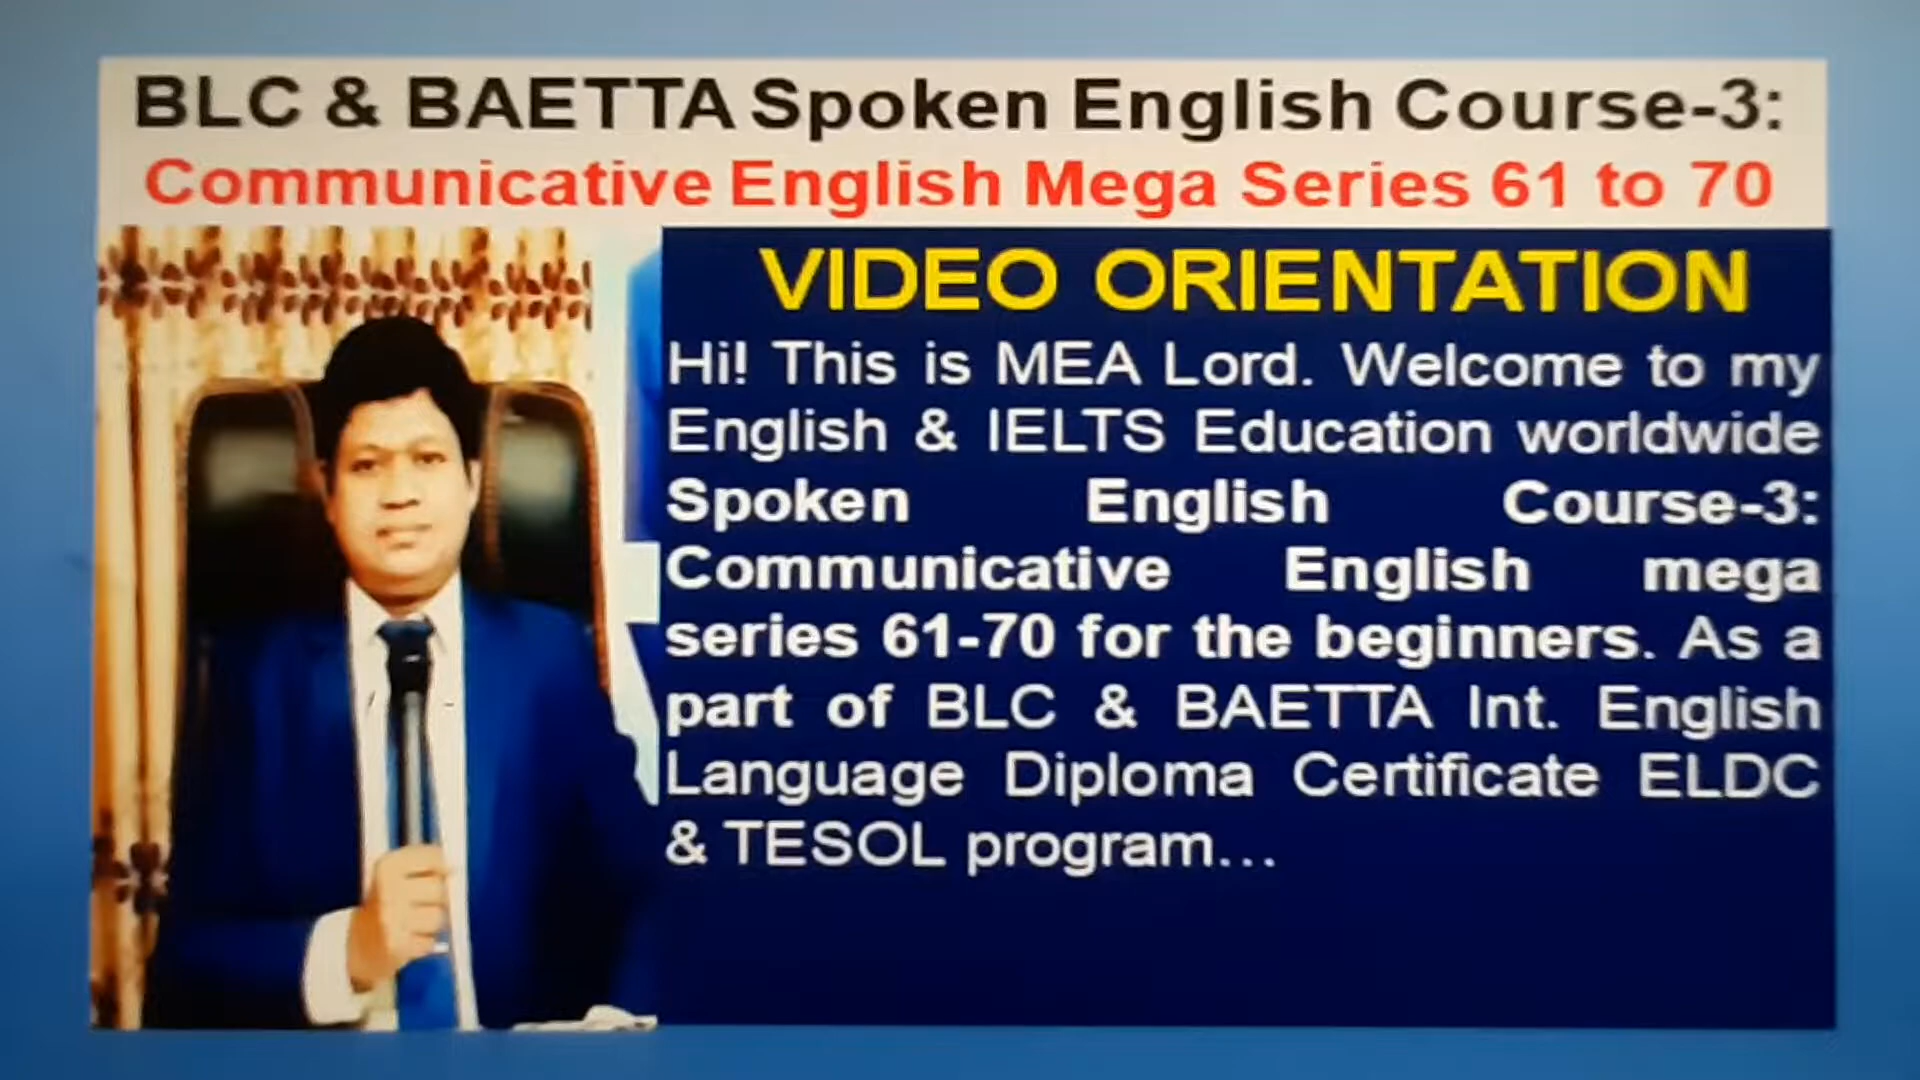 BLC & BAETTA Spoken English Course-3:
Communicative English Mega Series 61 to 70
VIDEO ORIENTATION
Hi! This is MEA Lord. Welcome to my
English & IELTS Education worldwide
Spoken English Course-3:
Communicative English mega
series 61-70 for the beginners. As a
part of BLC & BAETTA Int. English
Language Diploma Certificate ELDC
& TESOL program...